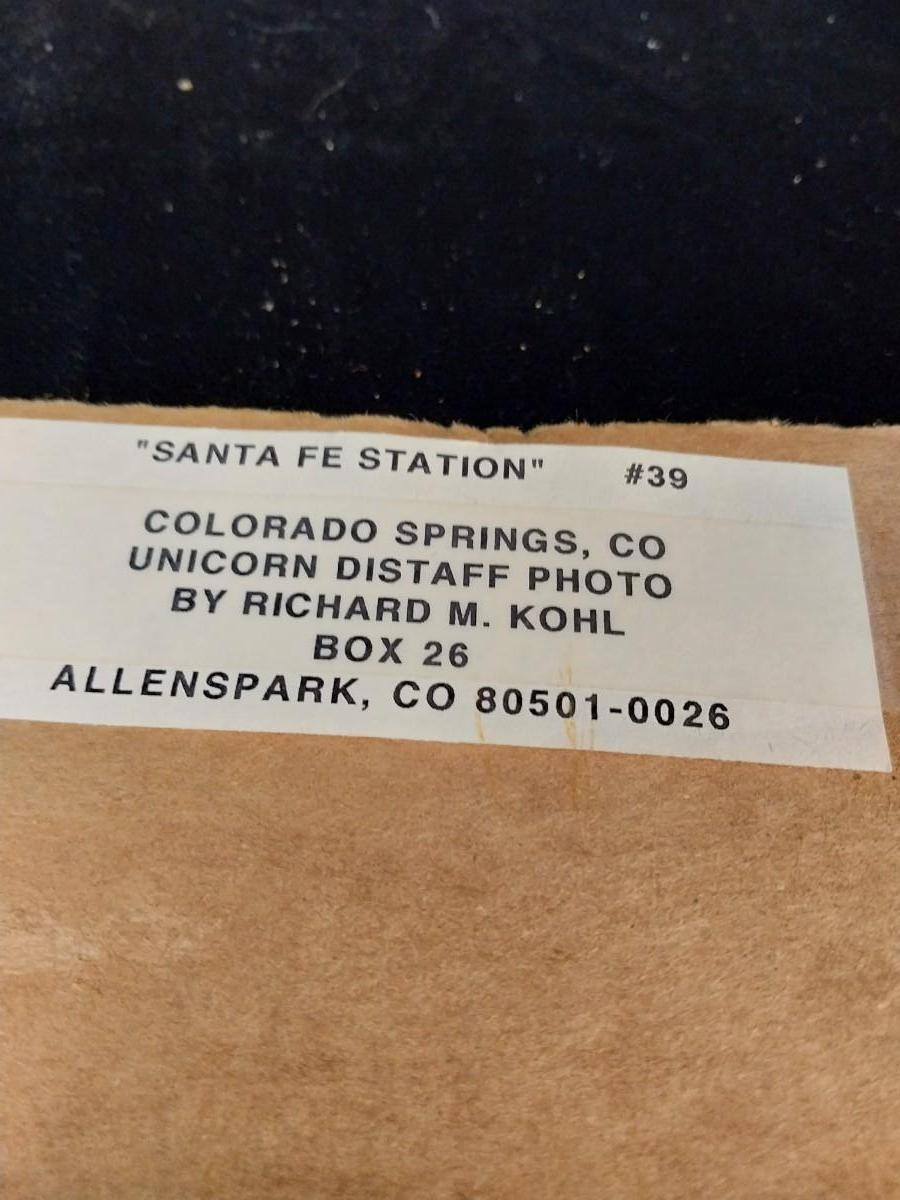 "SANTA FE STATION" #39
COLORADO SPRINGS, CO
UNICORN DISTAFF PHOTO
BY RICHARD M. KOHL
BOX 26
ALLENSPARK, CO 80501-0026